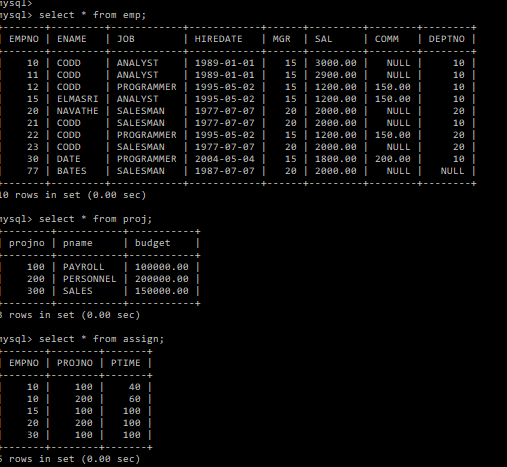 mysql>
mysql> select * from emp;
+-------+---------+------------+------------+------+---------+--------+--------+
| EMPNO | ENAME | JOB | HIREDATE | MGR | SAL | COMM | DEPTNO |
+-------+---------+------------+------------+------+---------+--------+--------+
| 10 | CODD | ANALYST | 1989-01-01 | 15 | 3000.00 | NULL | 10 |
| 11 | CODD | ANALYST | 1989-01-01 | 15 | 2900.00 | NULL | 10 |
| 12 | CODD | PROGRAMMER | 1995-05-02 | 15 | 1200.00 | 150.00 | 10 |
| 15 | ELMASRI | ANALYST | 1995-05-02 | 15 | 1200.00 | 150.00 | 10 |
| 20 | NAVATHE | SALESMAN | 1977-07-07 | 20 | 2000.00 | NULL | 20 |
| 21 | CODD | SALESMAN | 1977-07-07 | 20 | 2000.00 | NULL | 10 |
| 22 | CODD | PROGRAMMER | 1995-05-02 | 15 | 1200.00 | 150.00 | 20 |
| 23 | CODD | SALESMAN | 1977-07-07 | 20 | 2000.00 | NULL | 20 |
| 30 | DATE | PROGRAMMER | 2004-05-04 | 15 | 1800.00 | 200.00 | 10 |
| 77 | BATES | SALESMAN | 1987-07-07 | 20 | 2000.00 | NULL | NULL |
+-------+---------+------------+------------+------+---------+--------+--------+
10 rows in set (0.00 sec)
mysql> select * from proj;
+--------+-----------+-----------+
| projno | pname | budget |
+--------+-----------+-----------+
| 100 | PAYROLL | 100000.00 |
| 200 | PERSONNEL | 200000.00 |
| 300 | SALES | 150000.00 |
+--------+-----------+-----------+
3 rows in set (0.00 sec)
mysql> select * from assign;
+-------+--------+-------+
| EMPNO | PROJNO | PTIME |
+-------+--------+-------+
| 10 | 100 | 40 |
| 10 | 200 | 60 |
| 15 | 100 | 100 |
| 20 | 200 | 100 |
| 30 | 100 | 100 |
+-------+--------+-------+
5 rows in set (0.00 sec)